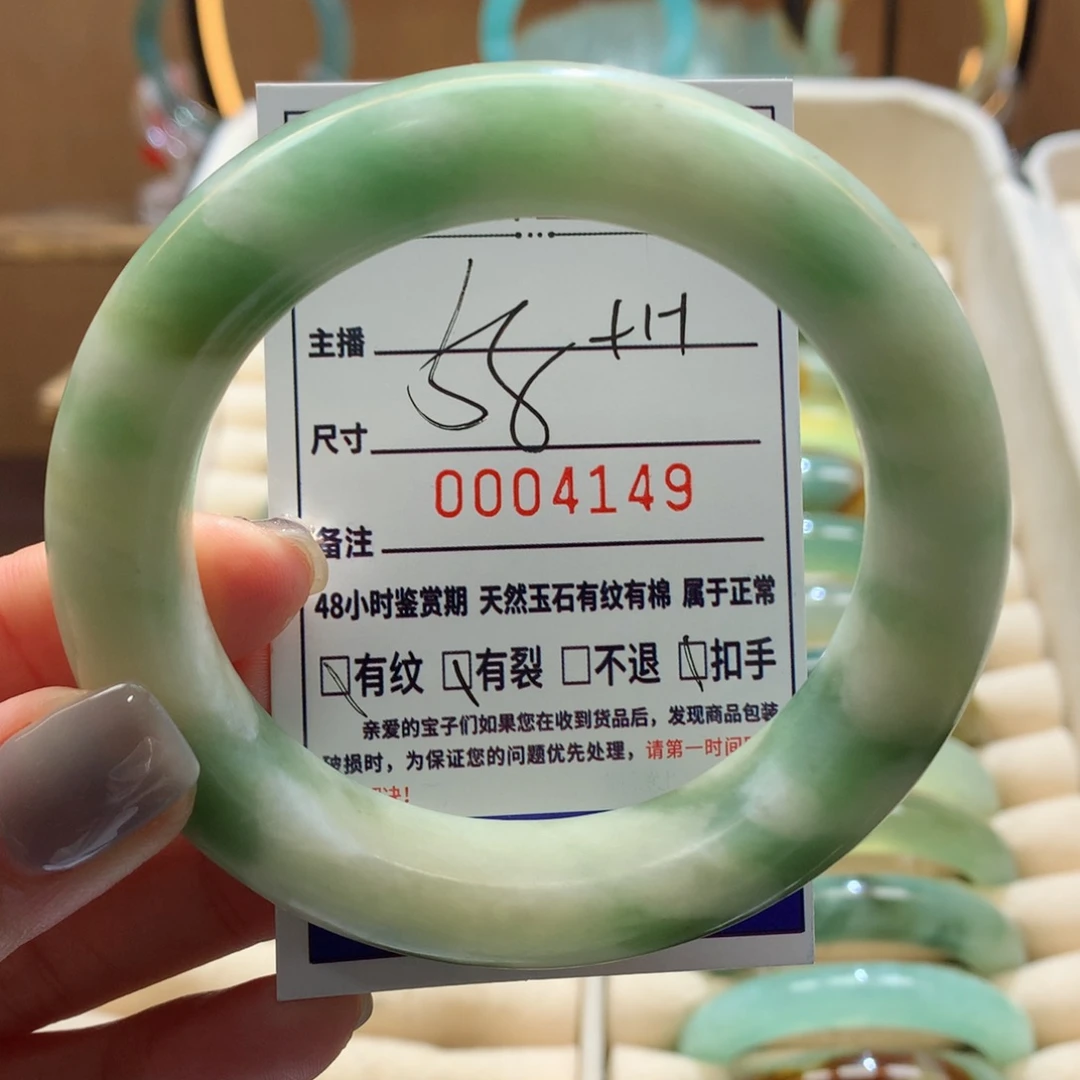 主播
58 +H
尺寸
0004149
备注
48小时鉴赏期 天然玉石有纹有棉 属于正常
☑有纹 ☑有裂 ☐不退 ☑扣手
亲爱的宝子们如果您在收到货品后，发现商品包装
破损时，为保证您的问题优先处理，请第一时间
决！